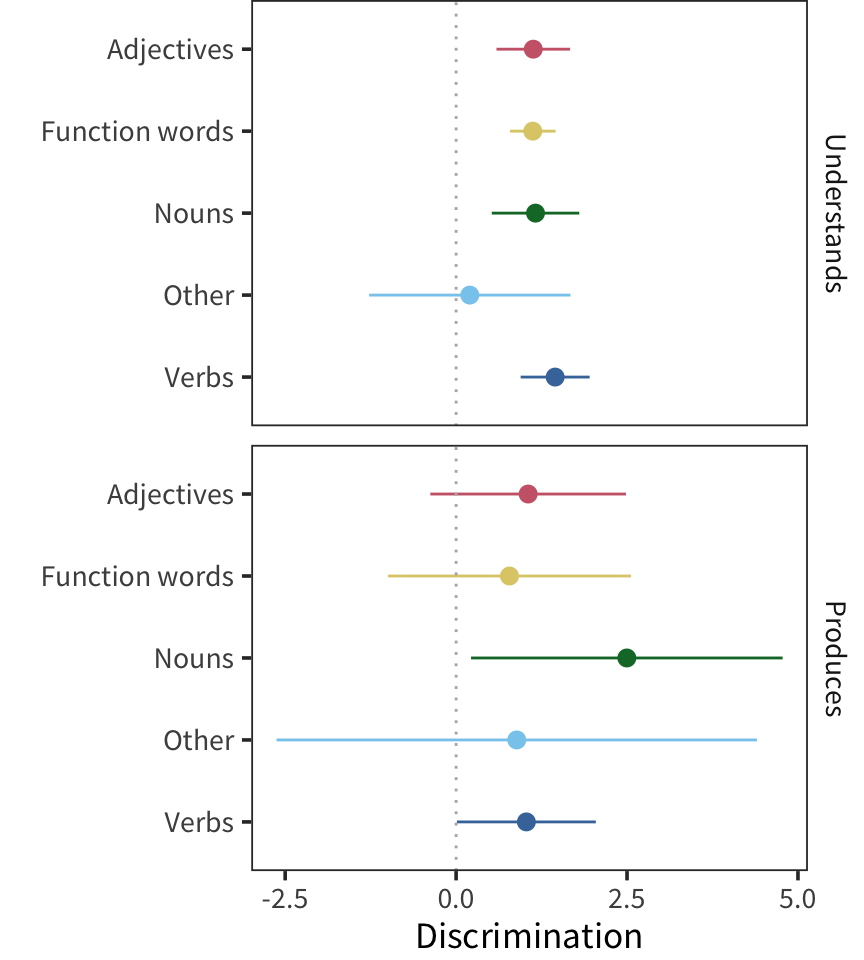 Adjectives
Function words
Nouns
Other
Verbs
Understands
Adjectives
Function words
Nouns
Other
Verbs
Produces
-2.5 0.0 2.5 5.0
Discrimination